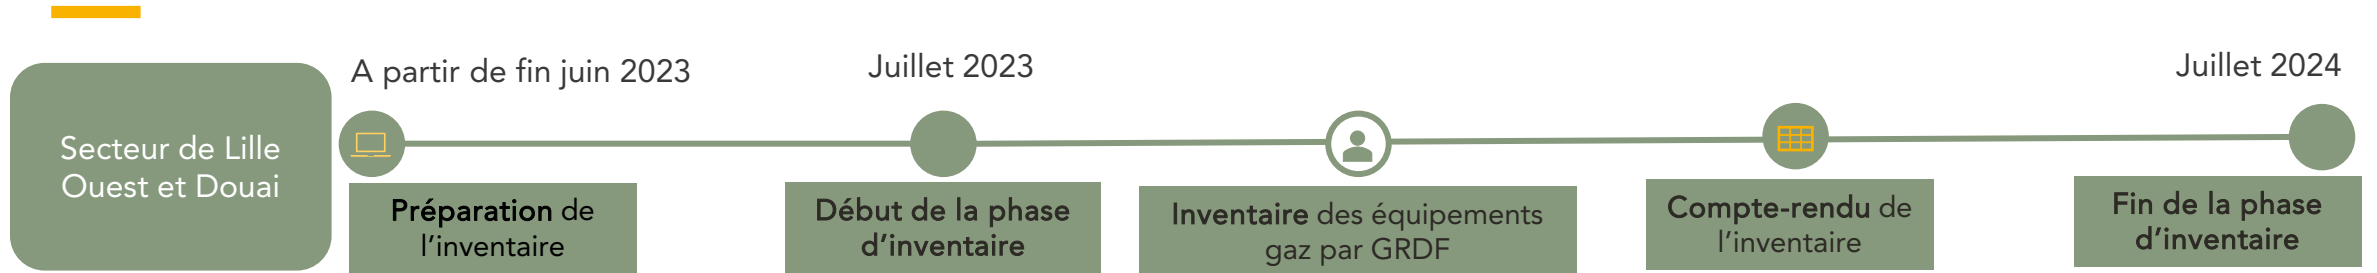 Secteur de Lille
Ouest et Douai
A partir de fin juin 2023
Préparation de
l’inventaire
Juillet 2023
Début de la phase
d’inventaire
Inventaire des équipements
gaz par GRDF
Compte-rendu de
l’inventaire
Juillet 2024
Fin de la phase
d’inventaire